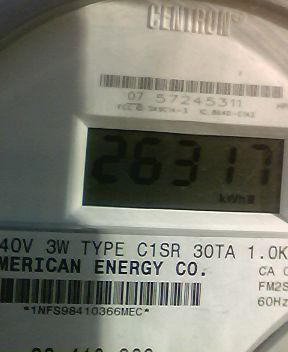 CENTRON®
07 57245311
26317
kWh
40V 3W TYPE C1SR 30TA 1.0K
MERICAN ENERGY CO.
CA
FM2S
60Hz
*1NFS98410366MEC*